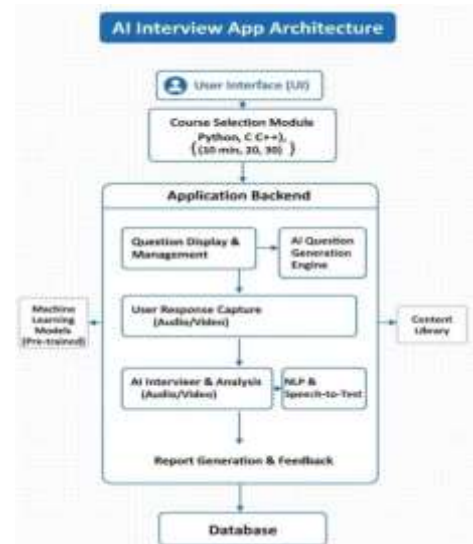 AI Interview App Architecture
User Interface (UI)
Course Selection Module
Python, C C++),
{(10 min, 20, 30) }
Application Backend
Question Display &
Management
AI Question
Generation
Engine
Machine
Learning
Models
(Pre-trained)
User Response Capture
(Audio/Video)
Content
Library
AI Interviser & Analysis
(Audio/Video)
NLP &
Speech-to-Test
Report Generation & Feedback
Database